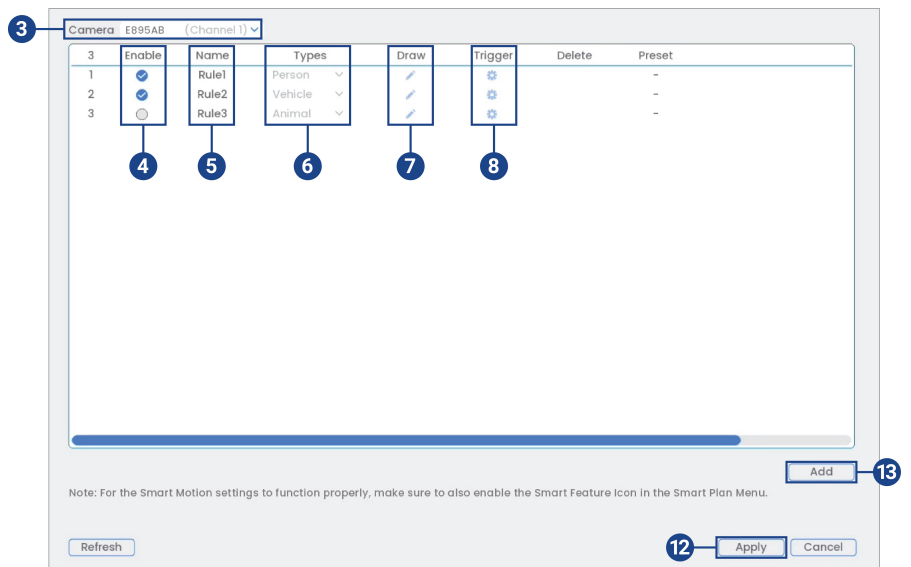 3 Camera E895AB (Channel 1)
3 Enable Name Types Draw Trigger Delete Preset
1 Rule1 Person -
2 Rule2 Vehicle -
3 Rule3 Animal -
4 5 6 7 8
Add 13
Note: For the Smart Motion settings to function properly, make sure to also enable the Smart Feature Icon in the Smart Plan Menu.
Refresh 12 Apply Cancel